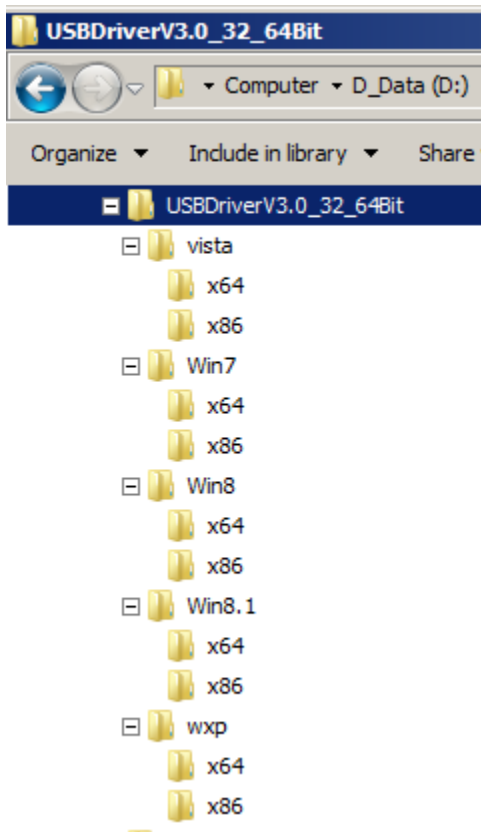 USBDriverV3.0_32_64Bit
Computer D_Data (D:)
Organize Include in library Share
USBDriverV3.0_32_64Bit
vista
x64
x86
Win7
x64
x86
Win8
x64
x86
Win8.1
x64
x86
wxp
x64
x86